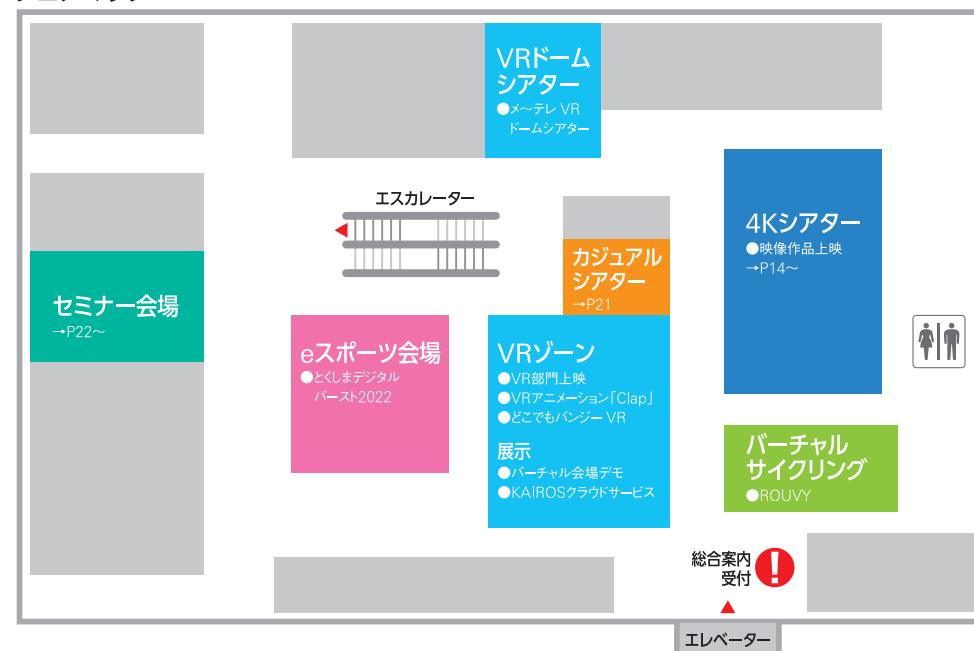 VRドーム
シアター
●メ～テレ VR
ドームシアター
エスカレーター
4Kシアター
●映像作品上映
→P14～
カジュアル
シアター
→P21
セミナー会場
→P22～
eスポーツ会場
●とくしまデジタル
バースト2022
VRゾーン
●VR部門上映
●VRアニメーション「Clap」
●どこでもバンジー VR
展示
●バーチャル会場デモ
●KAIROSクラウドサービス
バーチャル
サイクリング
●ROUVY
総合案内
受付
エレベーター